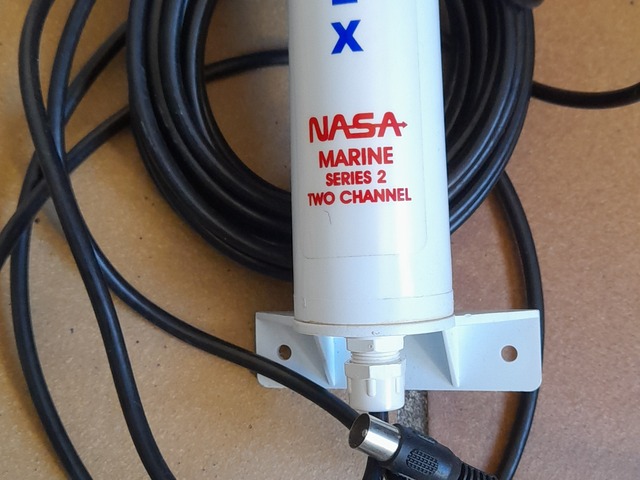 X
NASA
MARINE
SERIES 2
TWO CHANNEL